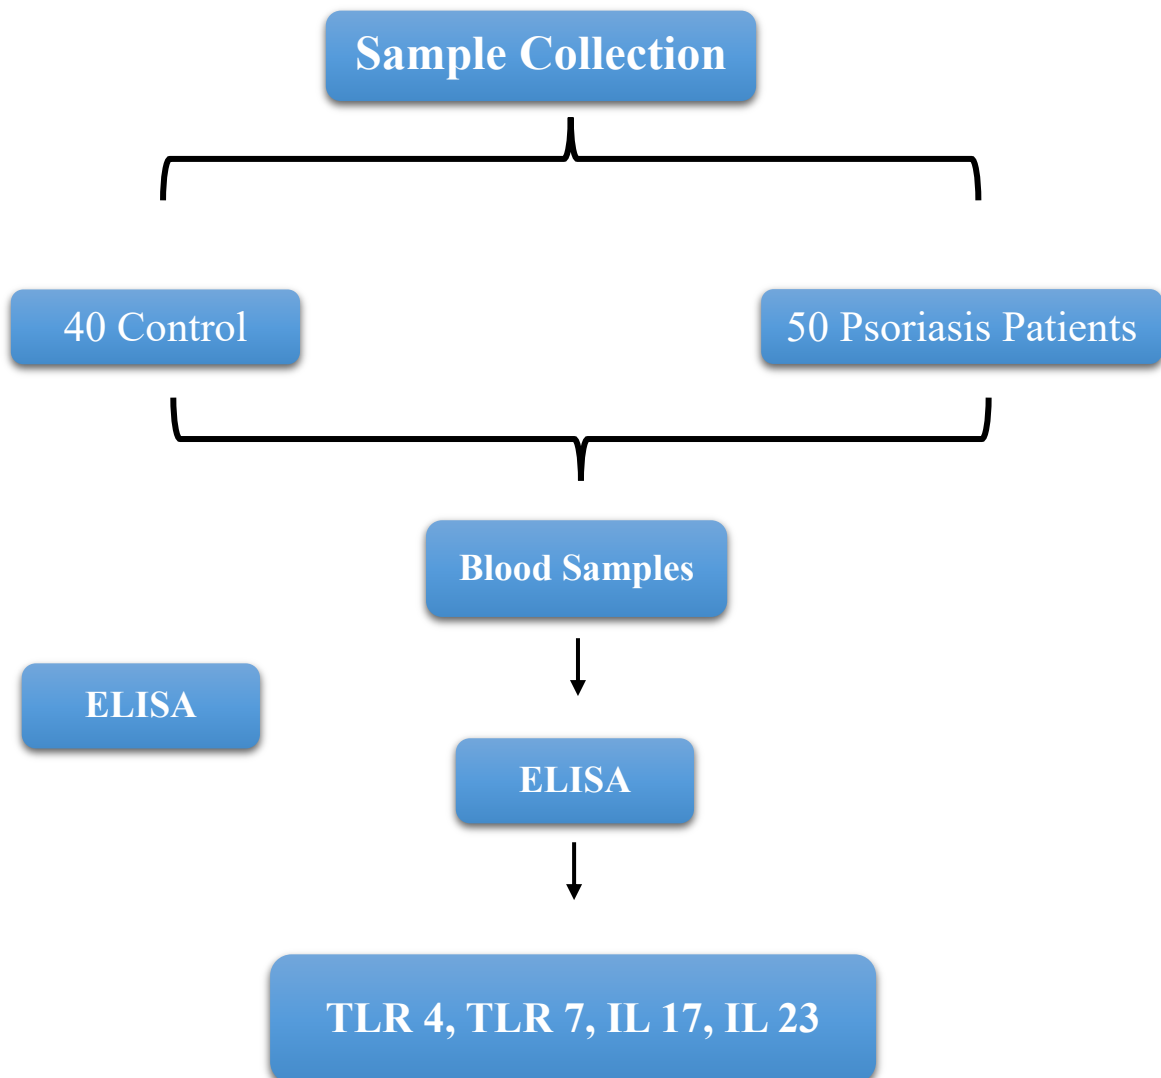 Sample Collection
40 Control
50 Psoriasis Patients
Blood Samples
ELISA
ELISA
TLR 4, TLR 7, IL 17, IL 23